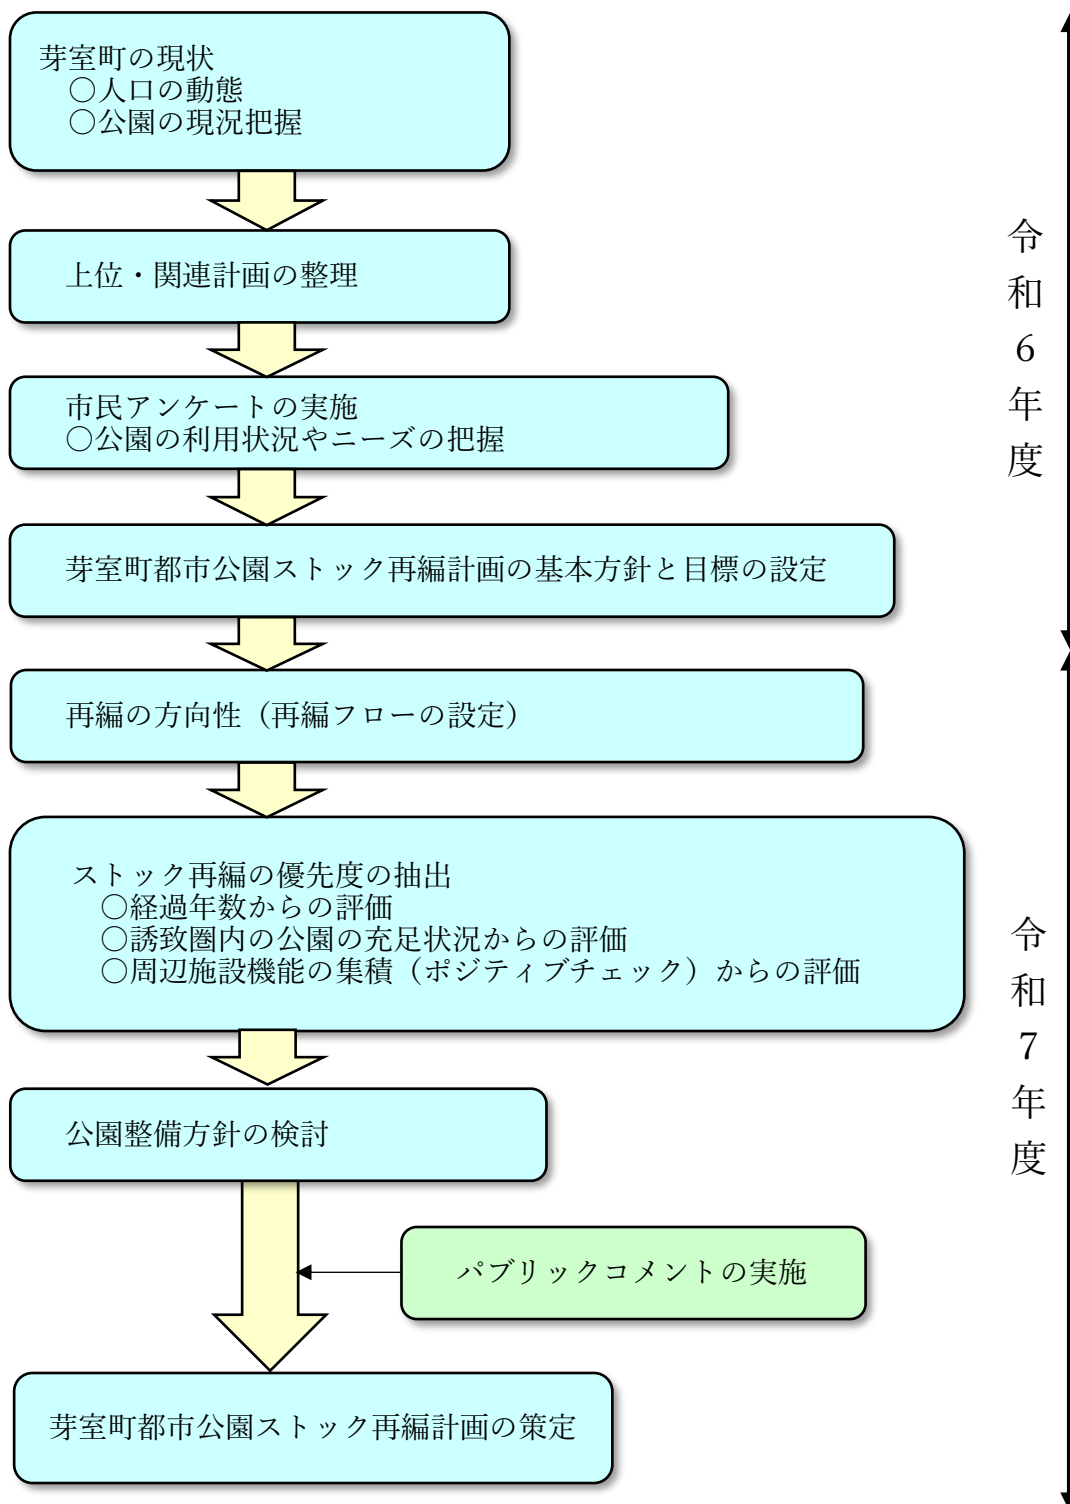 芽室町の現状
○人口の動態
○公園の現況把握
上位・関連計画の整理
市民アンケートの実施
○公園の利用状況やニーズの把握
芽室町都市公園ストック再編計画の基本方針と目標の設定
令和６年度
再編の方向性（再編フローの設定）
ストック再編の優先度の抽出
○経過年数からの評価
○誘致圏内の公園の充足状況からの評価
○周辺施設機能の集積（ポジティブチェック）からの評価
公園整備方針の検討
パブリックコメントの実施
芽室町都市公園ストック再編計画の策定
令和７年度